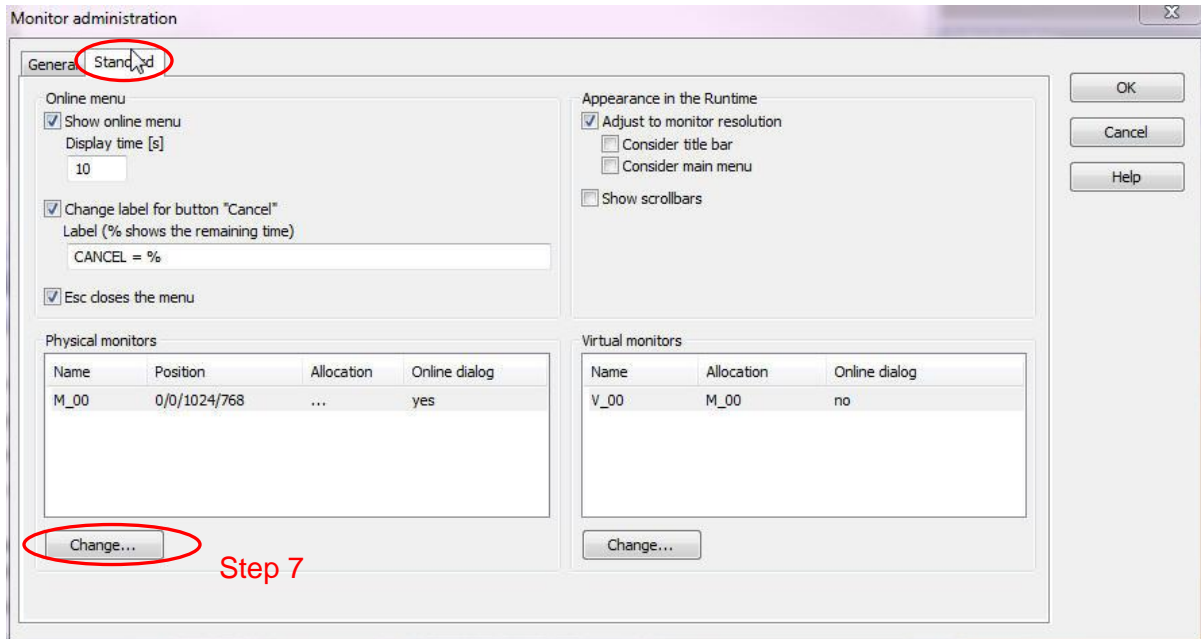 Monitor administration
General Standard
Online menu
Show online menu
Display time [s]
10
Change label for button "Cancel"
Label (% shows the remaining time)
CANCEL = %
Esc closes the menu
Appearance in the Runtime
Adjust to monitor resolution
Consider title bar
Consider main menu
Show scrollbars
OK
Cancel
Help
Physical monitors
Name Position Allocation Online dialog
M_00 0/0/1024/768 ... yes
Change...
Step 7
Virtual monitors
Name Allocation Online dialog
V_00 M_00 no
Change...